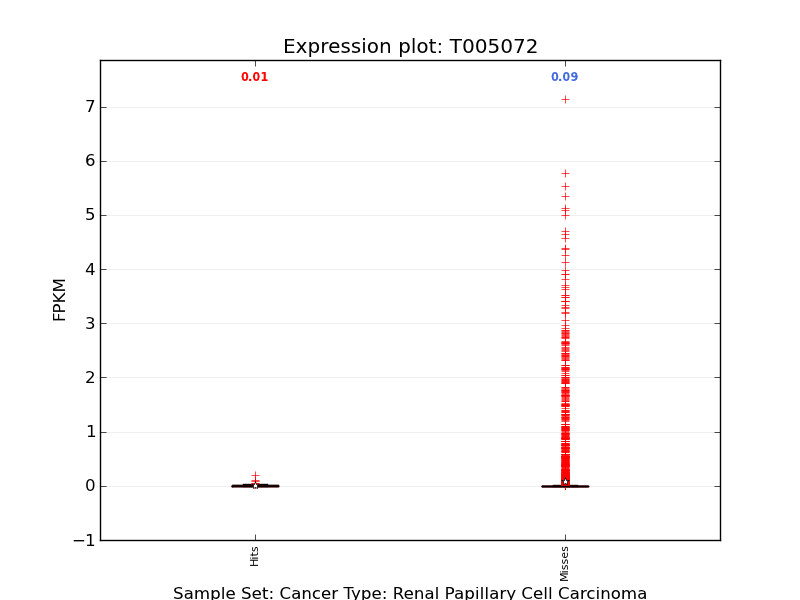 Expression plot: T005072
0.01
0.09
7
6
5
4
3
2
1
0
−1
FPKM
Hits
Misses
Sample Set: Cancer Type: Renal Papillary Cell Carcinoma